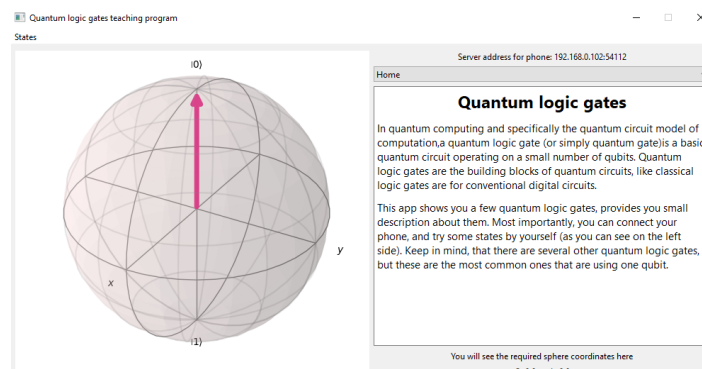 Quantum logic gates teaching program
States
Server address for phone: 192.168.0.102:54112
Home
|0⟩
Quantum logic gates
In quantum computing and specifically the quantum circuit model of
computation,a quantum logic gate (or simply quantum gate)is a basic
quantum circuit operating on a small number of qubits. Quantum
logic gates are the building blocks of quantum circuits, like classical
logic gates are for conventional digital circuits.
This app shows you a few quantum logic gates, provides you small
description about them. Most importantly, you can connect your
phone, and try some states by yourself (as you can see on the left
side). Keep in mind, that there are several other quantum logic gates,
but these are the most common ones that are using one qubit.
y
x
|1⟩
You will see the required sphere coordinates here